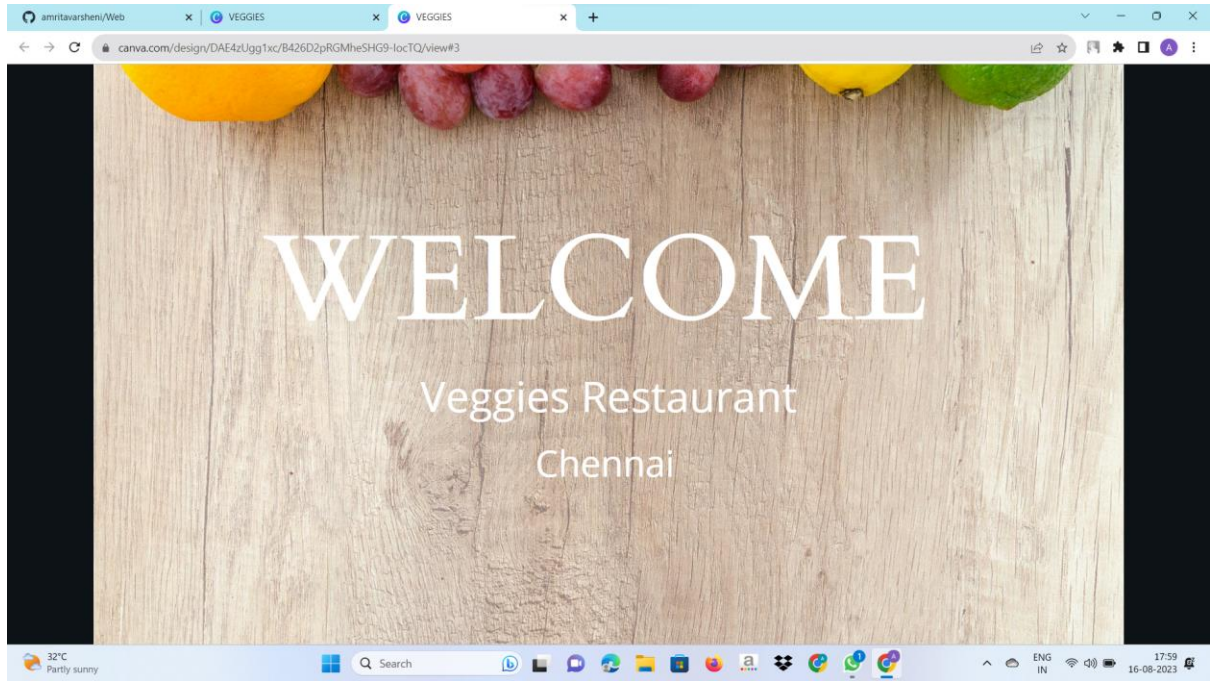 amritavarsheni/Web
VEGGIES
VEGGIES
canva.com/design/DAE4zUgg1xc/B426D2pRGMheSHG9-IocTQ/view#3
A
WELCOME
Veggies Restaurant
Chennai
32°C
Partly sunny
Search
ENG
IN
17:59
16-08-2023